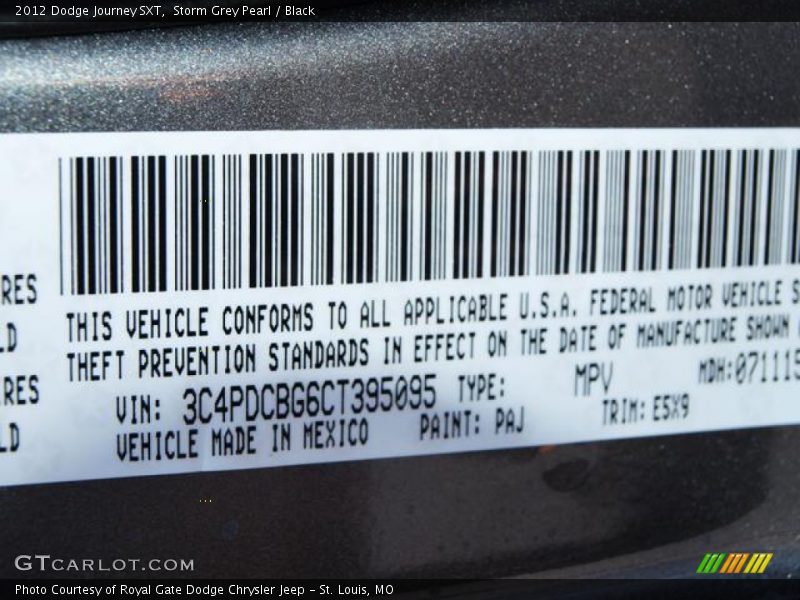 2012 Dodge Journey SXT, Storm Grey Pearl / Black
RES
LD
RES
LD
THIS VEHICLE CONFORMS TO ALL APPLICABLE U.S.A. FEDERAL MOTOR VEHICLE S
THEFT PREVENTION STANDARDS IN EFFECT ON THE DATE OF MANUFACTURE SHOWN
VIN: 3C4PDCBG6CT395095 TYPE: MPV MDH:071115
VEHICLE MADE IN MEXICO PAINT: PAJ TRIM: E5X9
GTCARLOT.COM
Photo Courtesy of Royal Gate Dodge Chrysler Jeep - St. Louis, MO